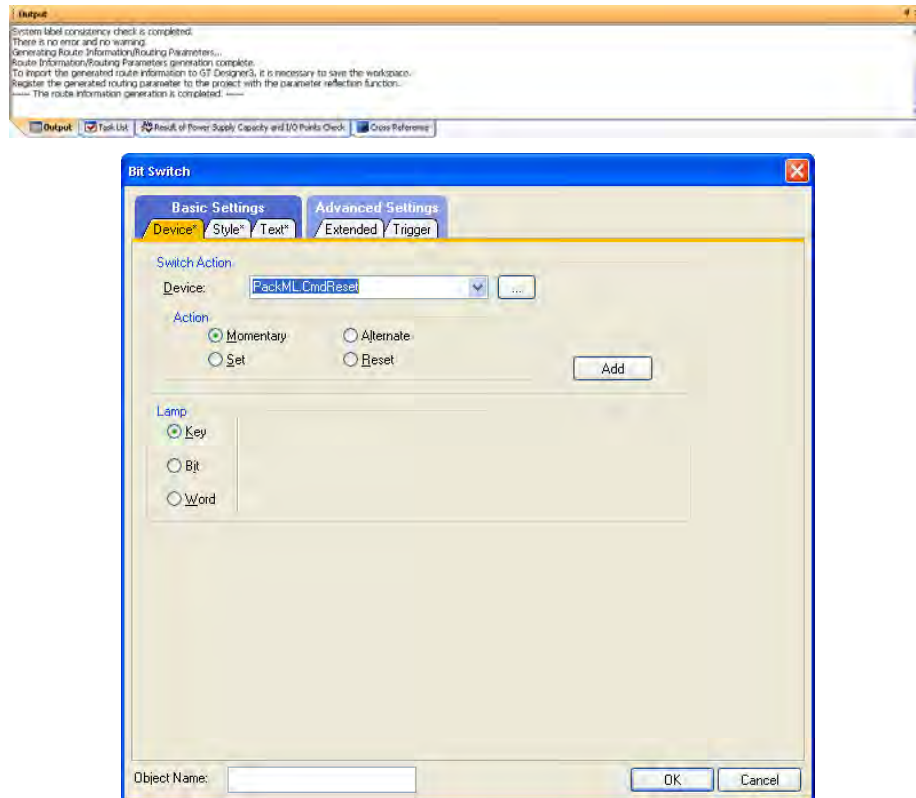 Output
System label consistency check is completed.
There is no error and no warning.
Generating Route Information/Routing Parameters...
Route Information/Routing Parameters generation complete.
To import the generated route information to GT Designer3, it is necessary to save the workspace.
Register the generated routing parameter to the project with the parameter reflection function.
----- The route information generation is completed. -----
Output Task List Result of Power Supply Capacity and I/O Points Check Cross Reference
Bit Switch
Basic Settings Advanced Settings
Device* Style* Text* Extended Trigger
Switch Action
Device: PackML.CmdReset ...
Action
Momentary Alternate
Set Reset
Add
Lamp
Key
Bit
Word
Object Name: OK Cancel